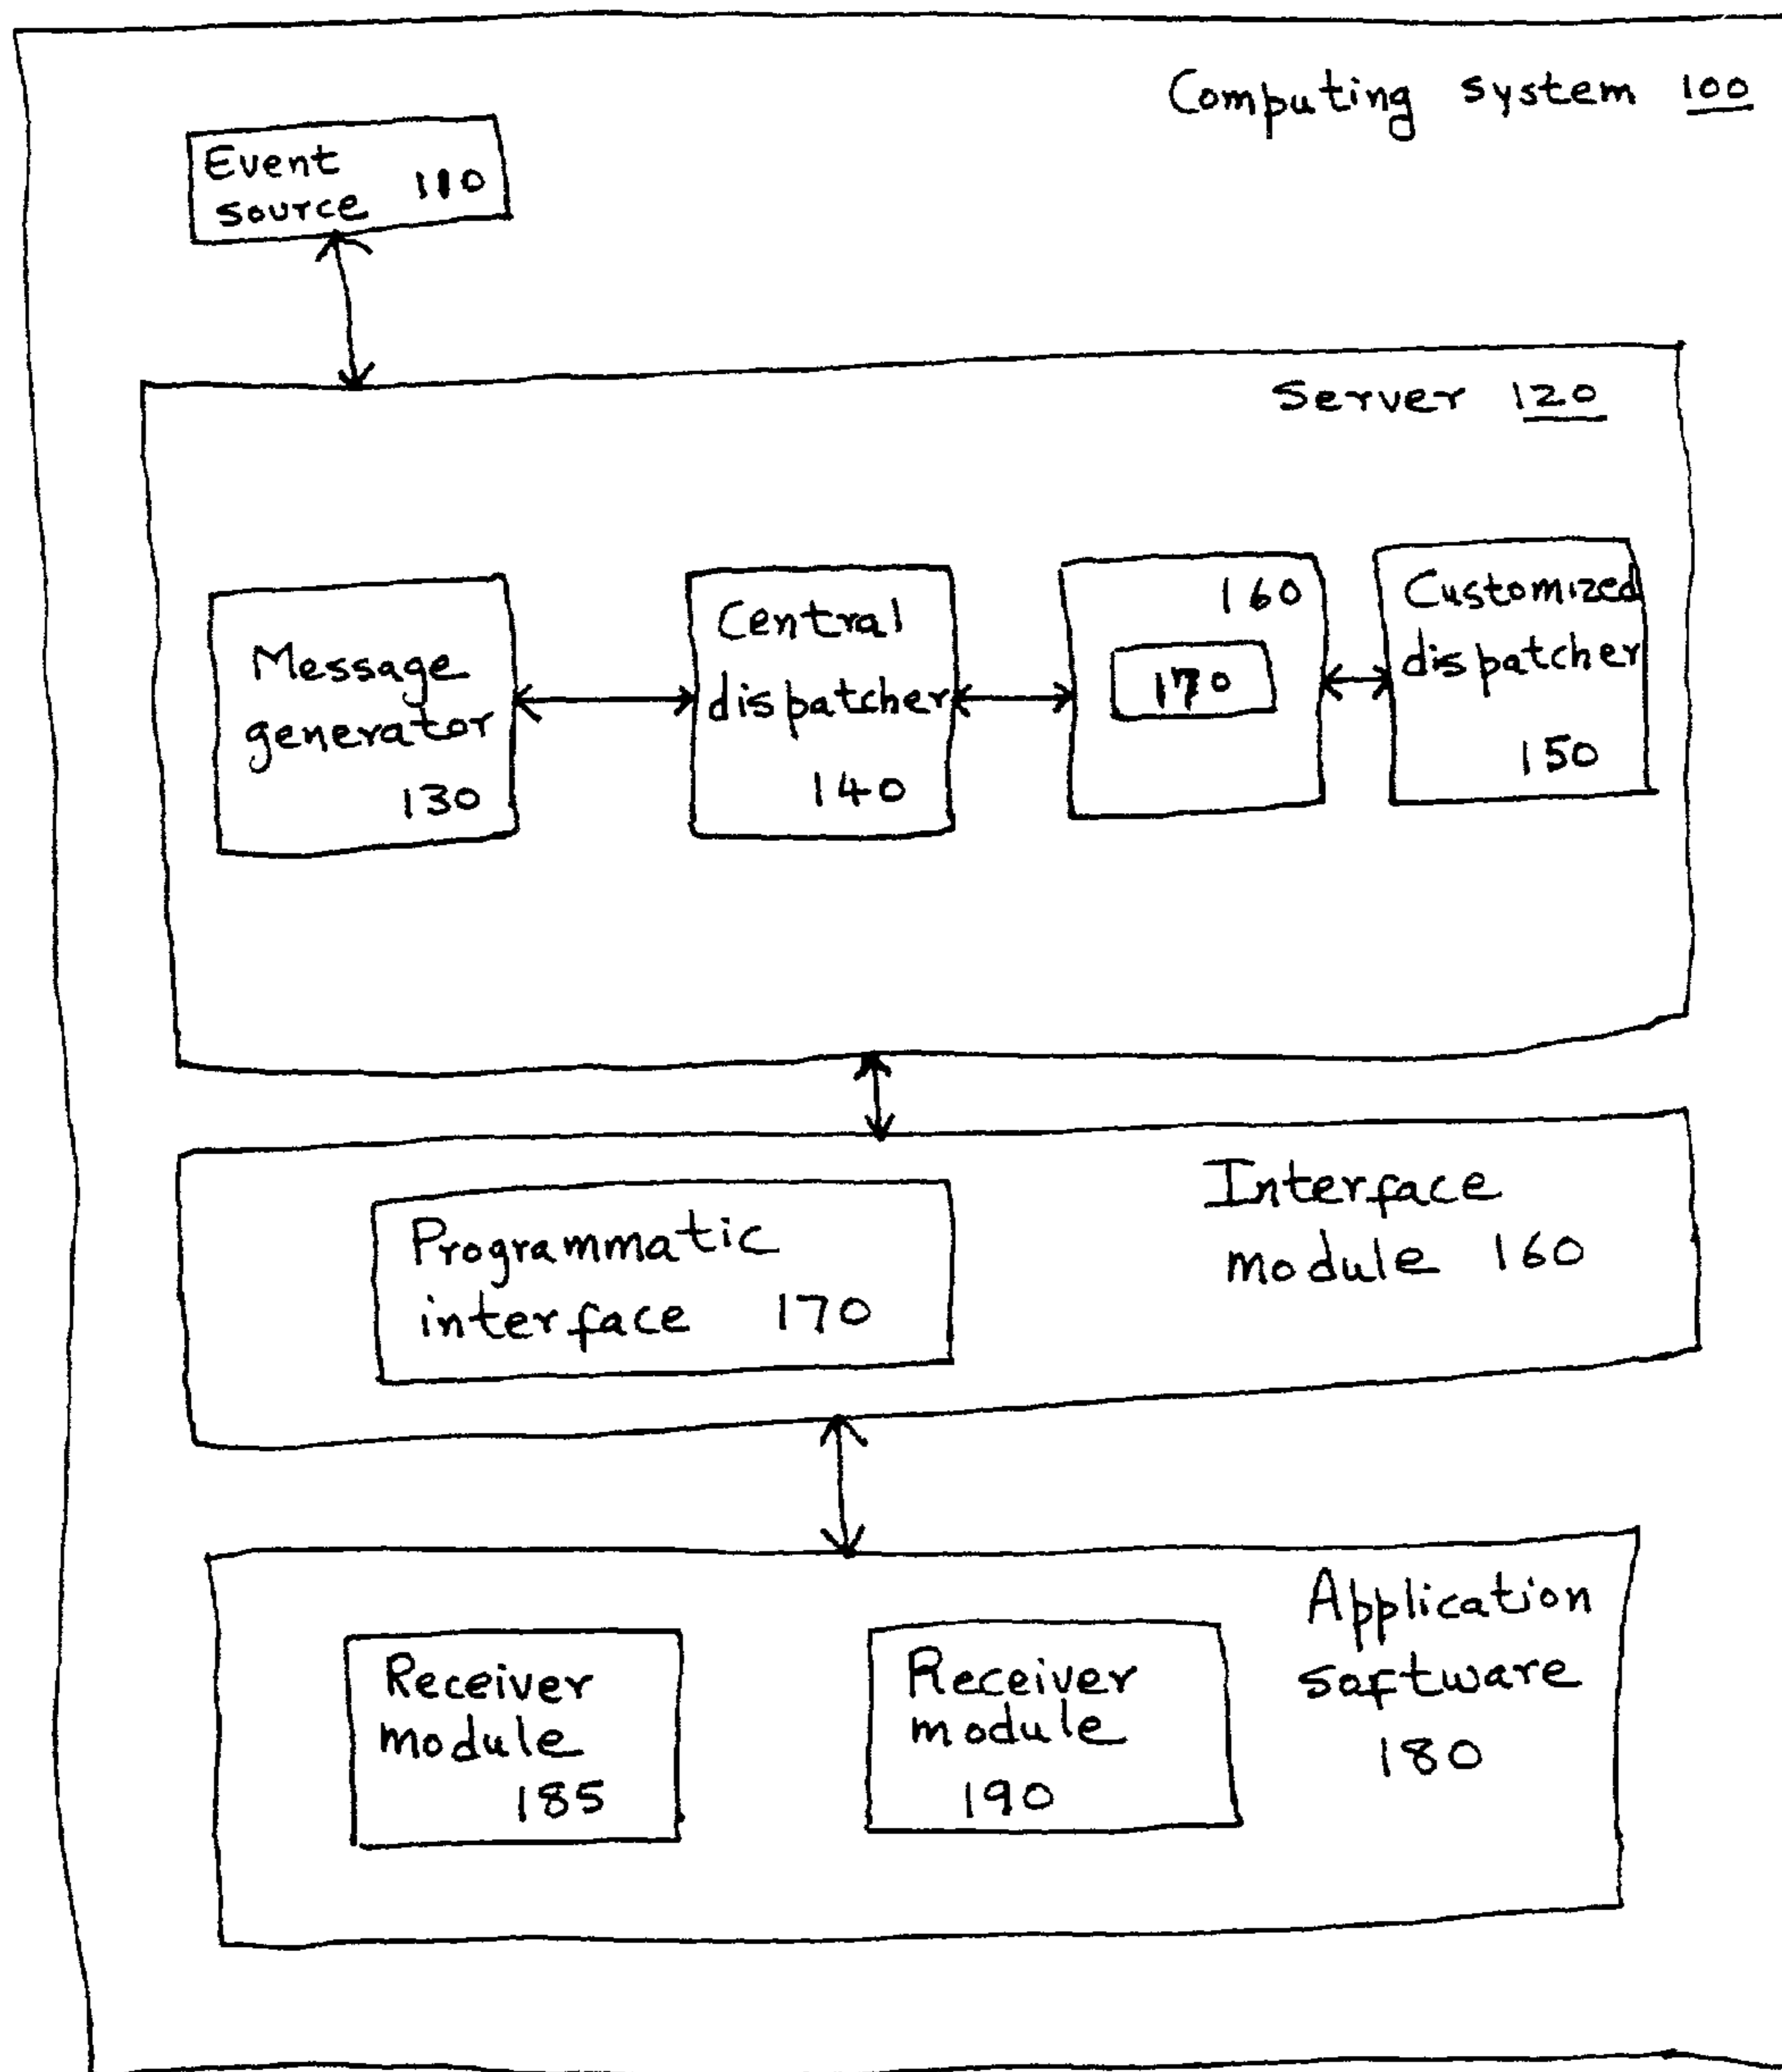 Computing system 100
Event
source 110
Server 120
Message
generator
130
Central
dispatcher
140
160
170
Customized
dispatcher
150
Interface
module 160
Programmatic
interface 170
Application
software
180
Receiver
module
185
Receiver
module
190